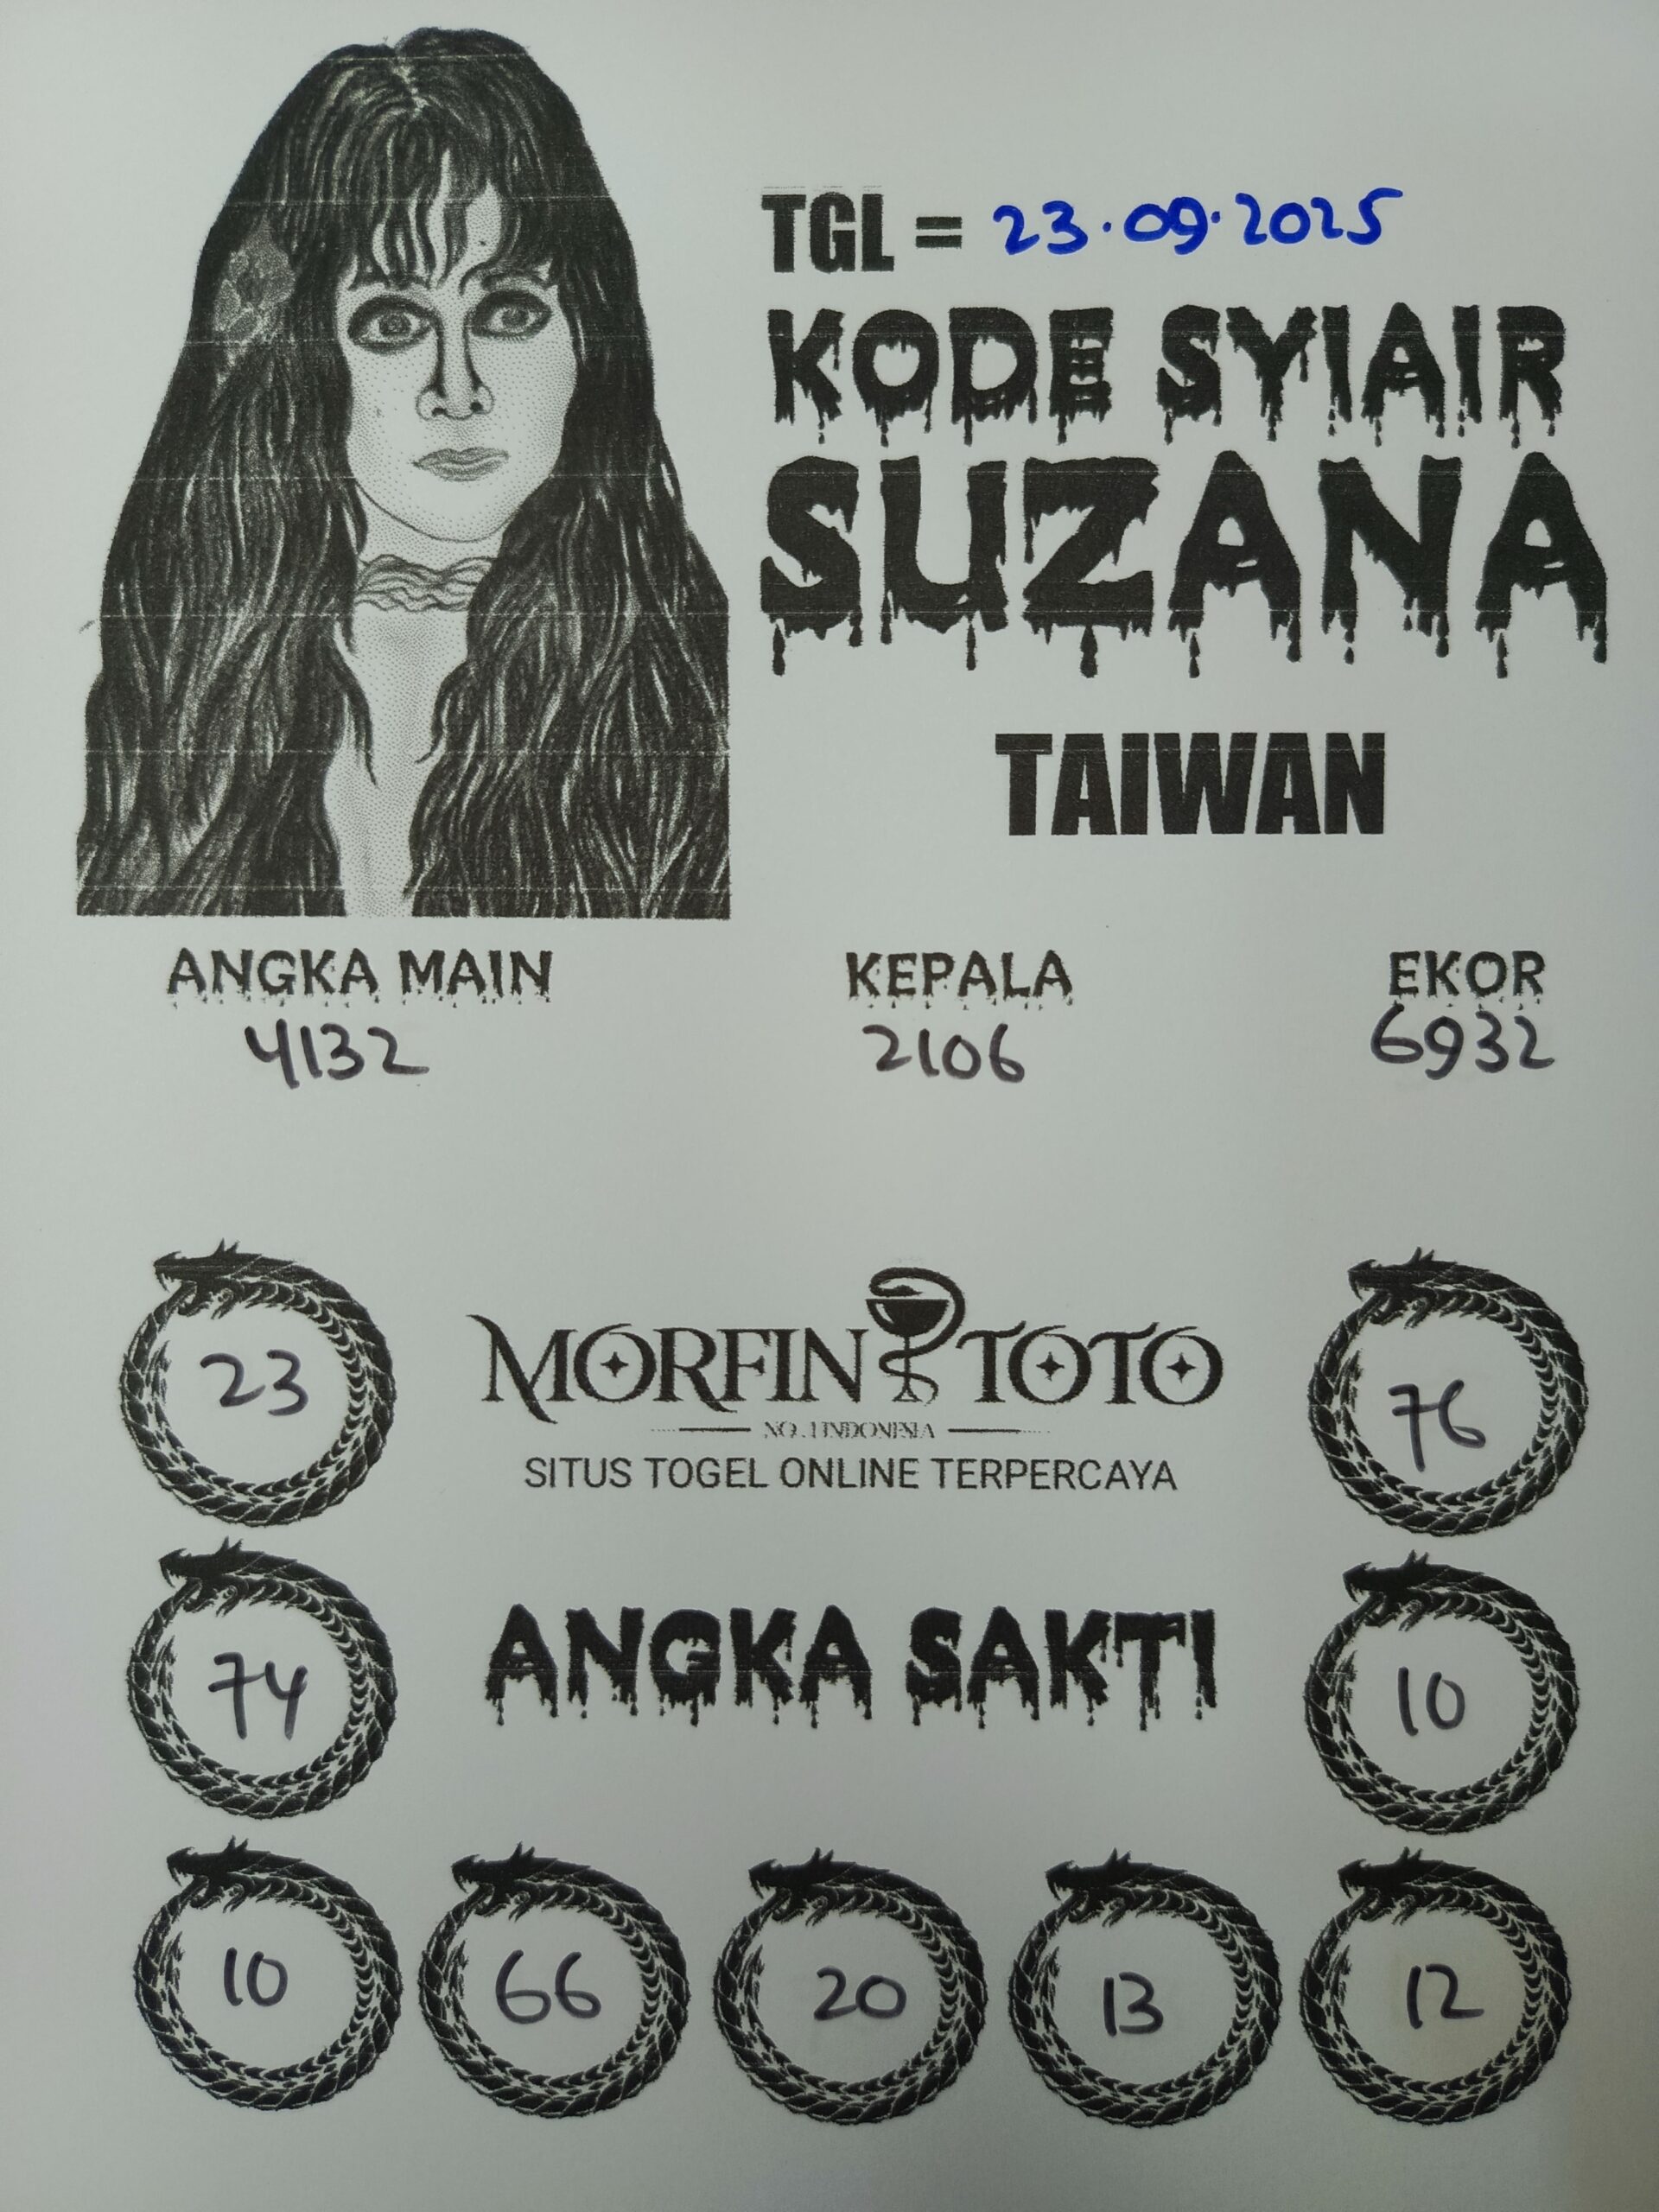 TGL = 23.09.2025
KODE SYIAIR
SUZANA
TAIWAN
ANGKA MAIN KEPALA EKOR
4132 2106 6932
MORFIN TOTO
NO.1 INDONESIA
SITUS TOGEL ONLINE TERPERCAYA
23 76
ANGKA SAKTI
74 10
10 66 20 13 12